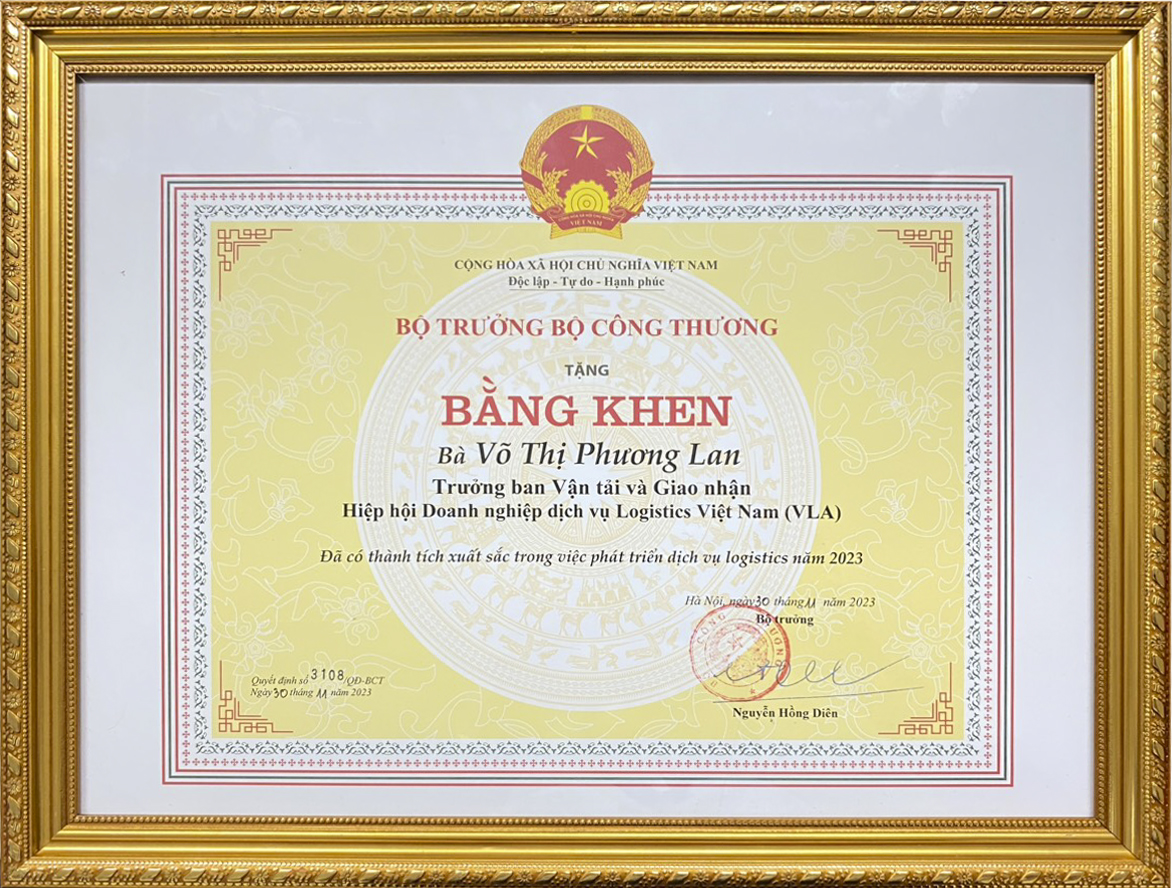 CỘNG HÒA XÃ HỘI CHỦ NGHĨA VIỆT NAM
Độc lập - Tự do - Hạnh phúc
BỘ TRƯỞNG BỘ CÔNG THƯƠNG
TẶNG
BẰNG KHEN
Bà Võ Thị Phương Lan
Trưởng ban Vận tải và Giao nhận
Hiệp hội Doanh nghiệp dịch vụ Logistics Việt Nam (VLA)
Đã có thành tích xuất sắc trong việc phát triển dịch vụ logistics năm 2023
Hà Nội, ngày 30 tháng 11 năm 2023
Bộ trưởng
Quyết định số 3108/QĐ-BCT
Ngày 30 tháng 11 năm 2023
Nguyễn Hồng Diên
VIỆT NAM